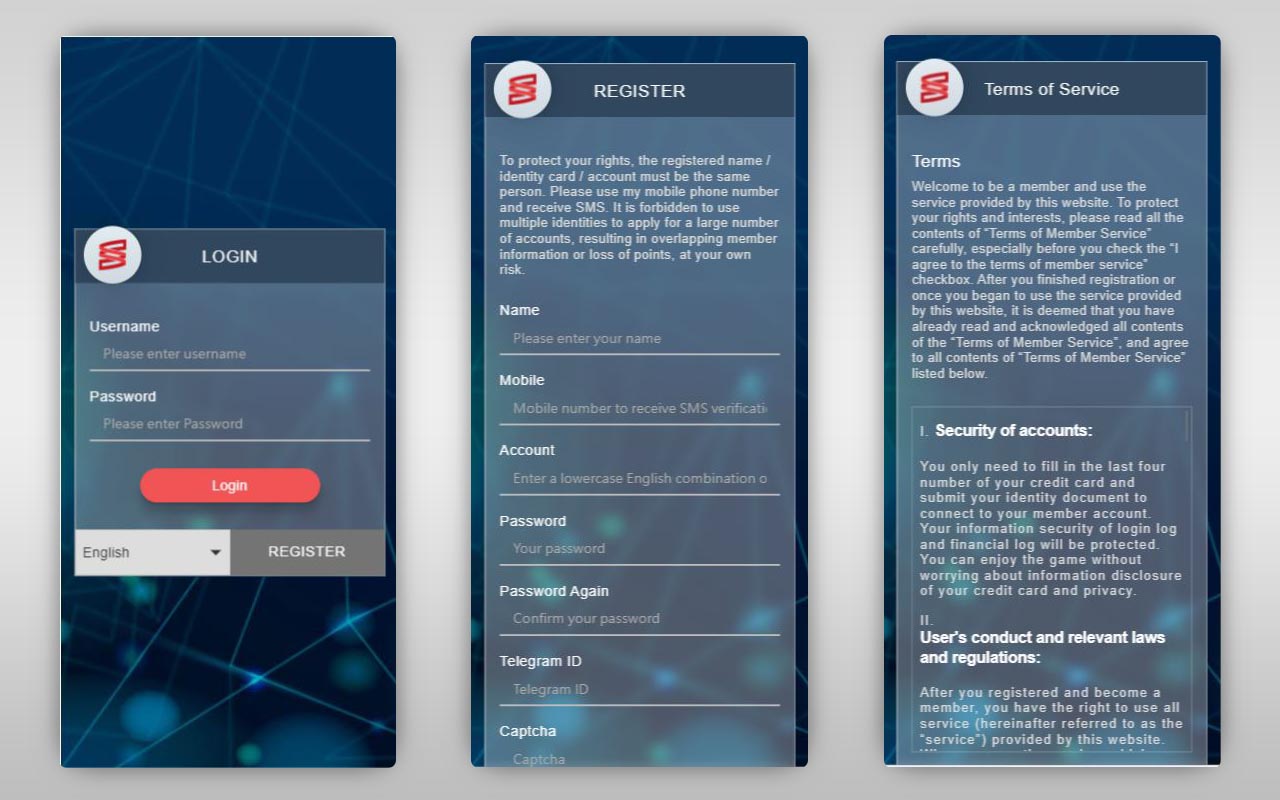 LOGIN
Username
Please enter username
Password
Please enter Password
Login
English
REGISTER
REGISTER
To protect your rights, the registered name /
identity card / account must be the same
person. Please use my mobile phone number
and receive SMS. It is forbidden to use
multiple identities to apply for a large number
of accounts, resulting in overlapping member
information or loss of points, at your own
risk.
Name
Please enter your name
Mobile
Mobile number to receive SMS verificati
Account
Enter a lowercase English combination o
Password
Your password
Password Again
Confirm your password
Telegram ID
Telegram ID
Captcha
Captcha
Terms of Service
Terms
Welcome to be a member and use the
service provided by this website. To protect
your rights and interests, please read all the
contents of “Terms of Member Service”
carefully, especially before you check the “I
agree to the terms of member service”
checkbox. After you finished registration or
once you began to use the service provided
by this website, it is deemed that you have
already read and acknowledged all contents
of the “Terms of Member Service”, and agree
to all contents of “Terms of Member Service”
listed below.
I. Security of accounts:
You only need to fill in the last four
number of your credit card and
submit your identity document to
connect to your member account.
Your information security of login log
and financial log will be protected.
You can enjoy the game without
worrying about information disclosure
of your credit card and privacy.
II.
User's conduct and relevant laws
and regulations:
After you registered and become a
member, you have the right to use all
service (hereinafter referred to as the
“service”) provided by this website.